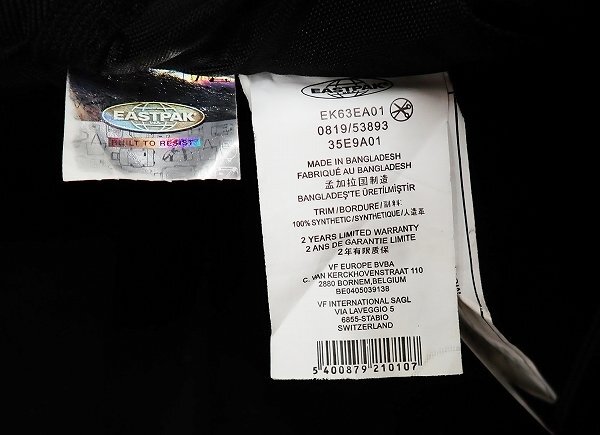 EASTPAK
BUILT TO RESIST
EASTPAK
EK63EA01
0819/53893
35E9A01
MADE IN BANGLADESH
FABRIQUÉ AU BANGLADESH
孟加拉国制造
BANGLADEŞ'TE ÜRETİLMİŞTİR
TRIM/BORDURE/副料:
100% SYNTHETIC/SYNTHETIQUE/人造革
2 YEARS LIMITED WARRANTY
2 ANS DE GARANTIE LIMITE
2年有限质保
VF EUROPE BVBA
C. VAN KERCKHOVENSTRAAT 110
2880 BORNEM,BELGIUM
BE0405039138
VF INTERNATIONAL SAGL
VIA LAVEGGIO 5
6855-STABIO
SWITZERLAND
5 400879 210107